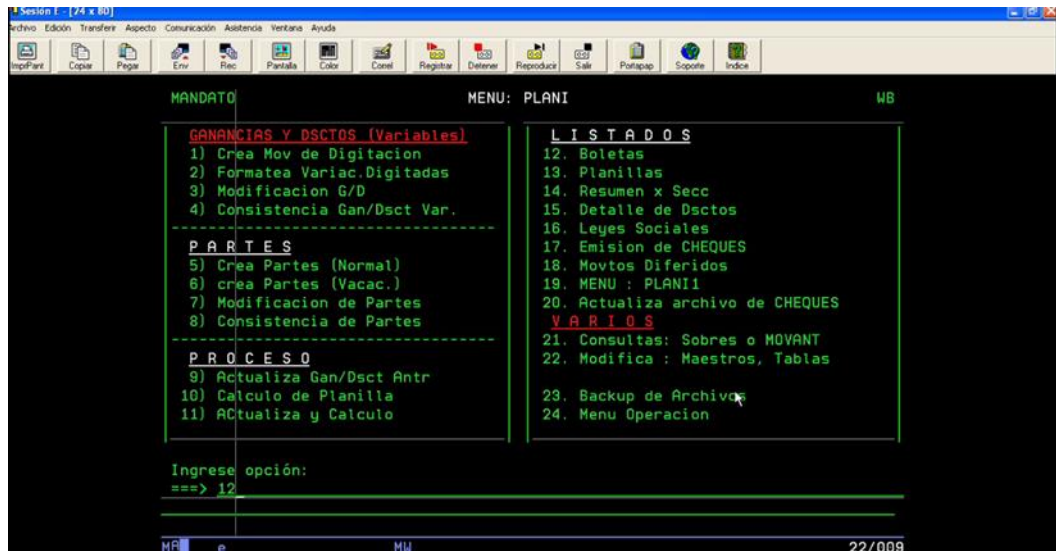 Sesión E - [24 x 80]
Archivo Edición Transferir Aspecto Comunicación Asistencia Ventana Ayuda
ImprPant Copiar Pegar Env Rec Pantalla Color Correl Registrar Detener Reproducir Salir Portapap Soporte Indice
MANDATO MENU: PLANI WB
GANANCIAS Y DSCTOS (Variables)
1) Crea Mov de Digitacion
2) Formatea Variac.Digitadas
3) Modificacion G/D
4) Consistencia Gan/Dsct Var.
P A R T E S
5) Crea Partes (Normal)
6) crea Partes (Vacac.)
7) Modificacion de Partes
8) Consistencia de Partes
P R O C E S O
9) Actualiza Gan/Dsct Antr
10) Calculo de Planilla
11) ACtualiza y Calculo
L I S T A D O S
12. Boletas
13. Planillas
14. Resumen x Secc
15. Detalle de Dsctos
16. Leyes Sociales
17. Emision de CHEQUES
18. Movtos Diferidos
19. MENU : PLANI1
20. Actualiza archivo de CHEQUES
V A R I O S
21. Consultas: Sobres o MOVANT
22. Modifica : Maestros, Tablas
23. Backup de Archivos
24. Menu Operacion
Ingrese opción:
===> 12
MA e MW 22/009